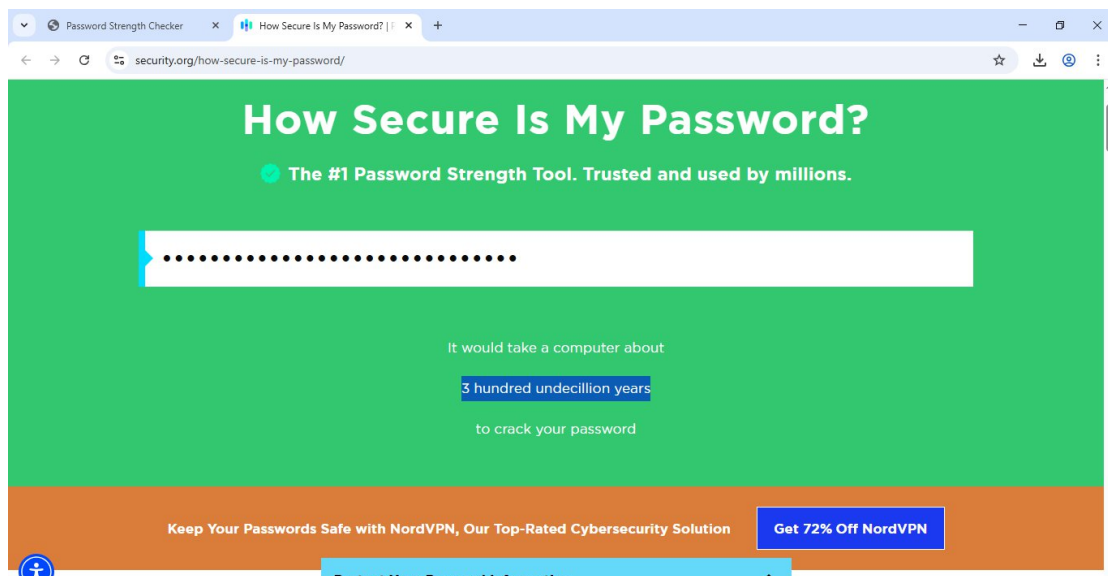 Password Strength Checker
How Secure Is My Password? |
security.org/how-secure-is-my-password/
How Secure Is My Password?
The #1 Password Strength Tool. Trusted and used by millions.
••••••••••••••••••••••••••••••
It would take a computer about
3 hundred undecillion years
to crack your password
Keep Your Passwords Safe with NordVPN, Our Top-Rated Cybersecurity Solution
Get 72% Off NordVPN